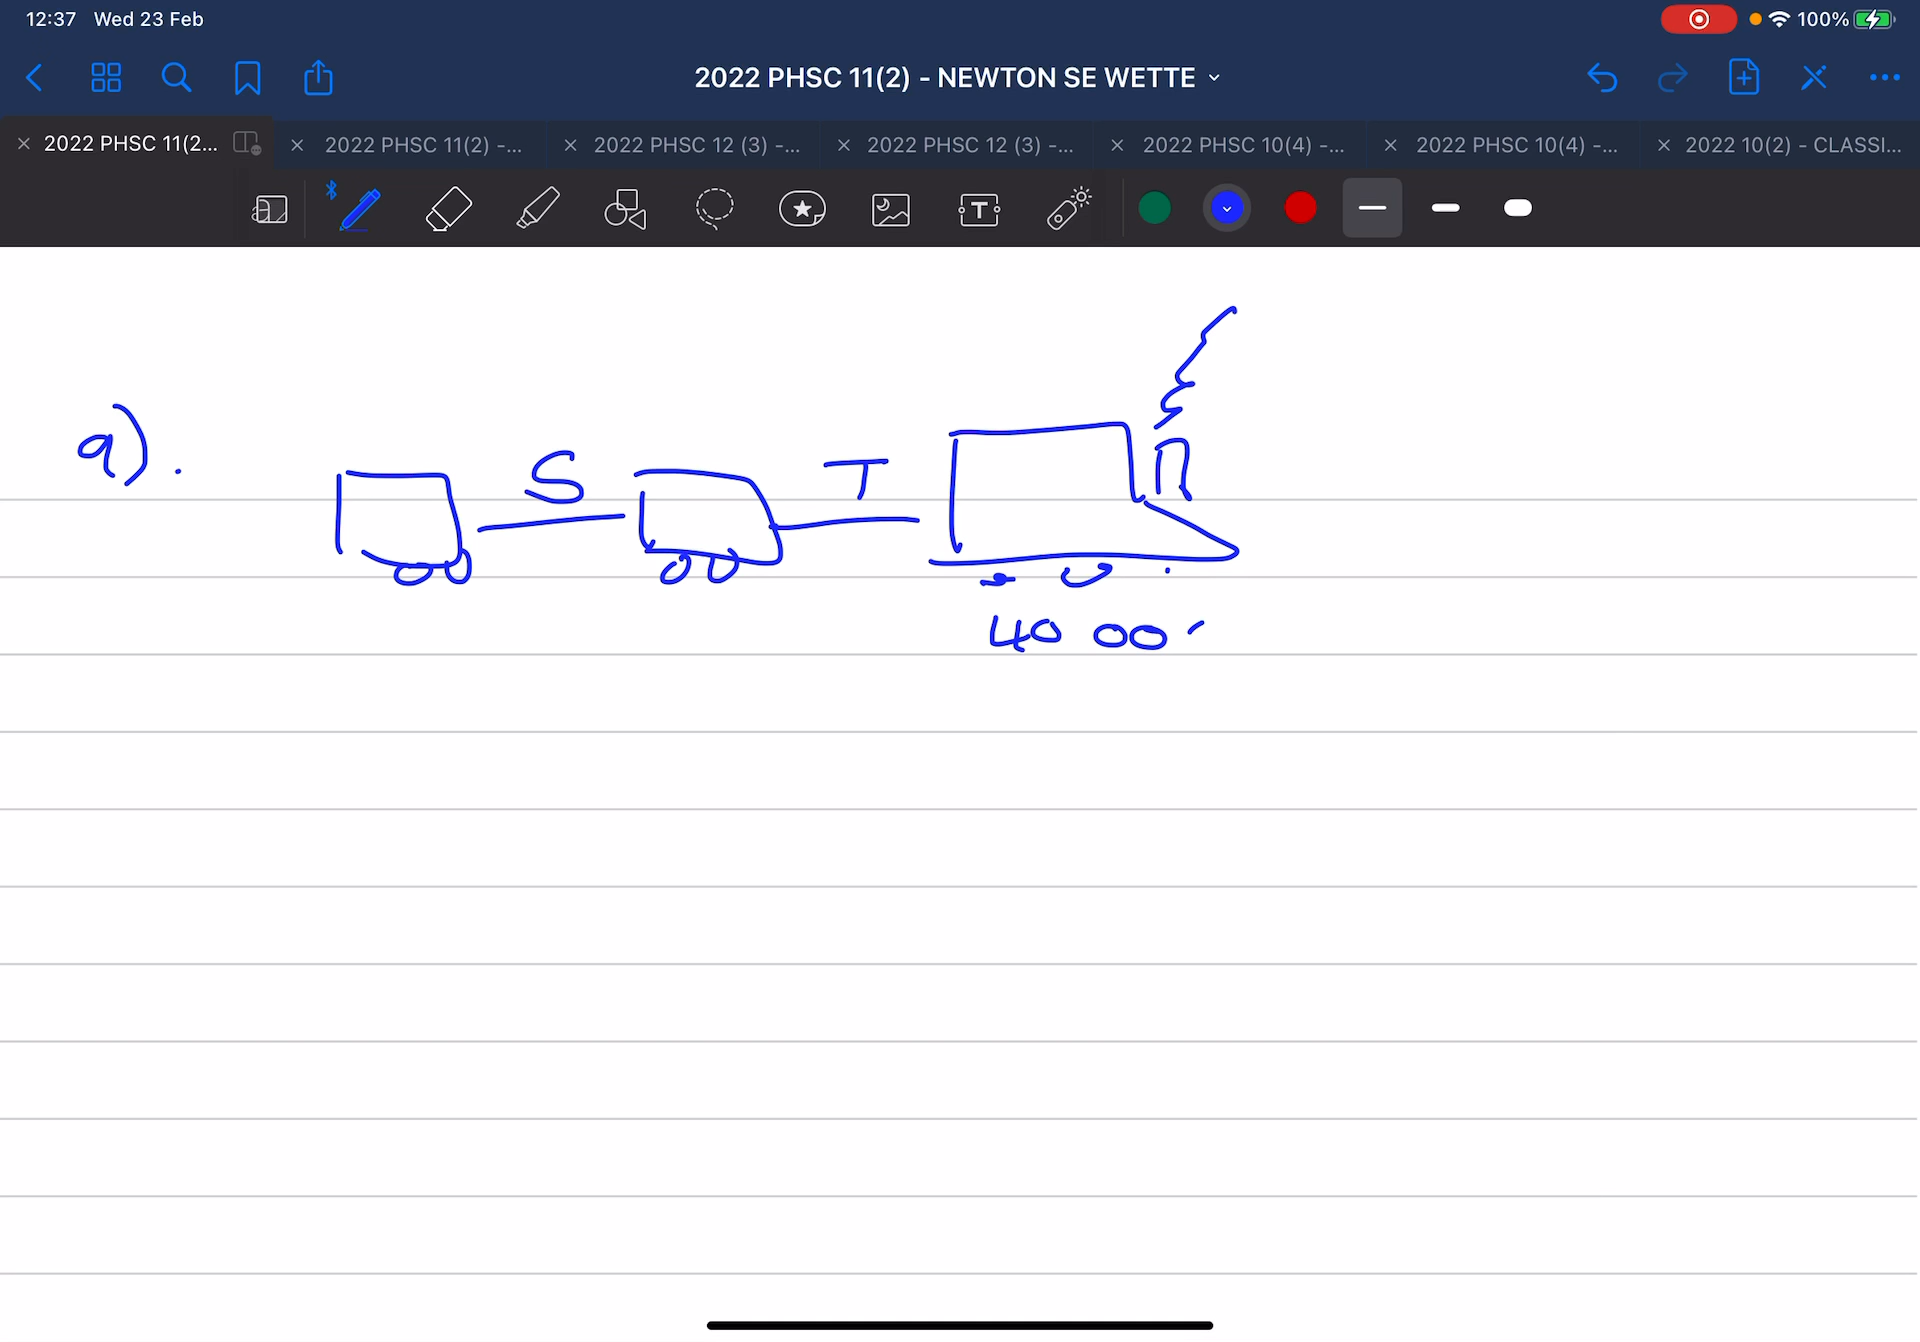 12:37 Wed 23 Feb
100%
2022 PHSC 11(2) - NEWTON SE WETTE
2022 PHSC 11(2... 2022 PHSC 11(2) -... 2022 PHSC 12 (3) -... 2022 PHSC 12 (3) -... 2022 PHSC 10(4) -... 2022 PHSC 10(4) -... 2022 10(2) - CLASSI...
T
a).
S T
40 00